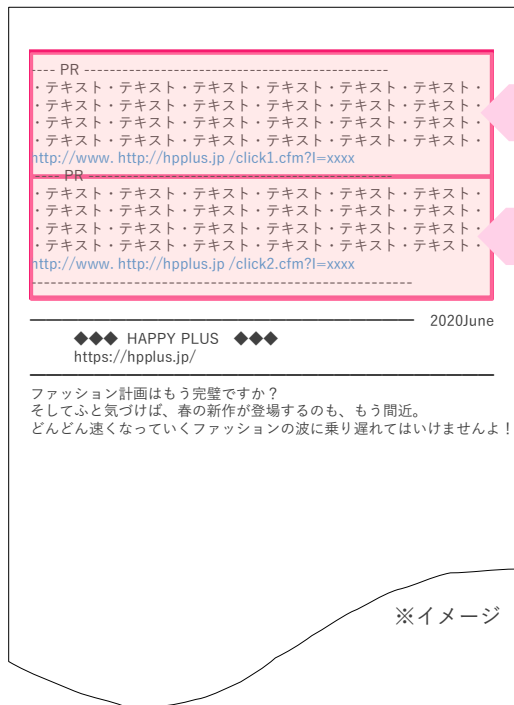 ---- PR --------------------------------------------
・テキスト・テキスト・テキスト・テキスト・テキスト・テキスト・
・テキスト・テキスト・テキスト・テキスト・テキスト・テキスト・
・テキスト・テキスト・テキスト・テキスト・テキスト・テキスト・
・テキスト・テキスト・テキスト・テキスト・テキスト・テキスト・
http://www. http://hpplus.jp /click1.cfm?l=xxxx
---- PR --------------------------------------------
・テキスト・テキスト・テキスト・テキスト・テキスト・テキスト・
・テキスト・テキスト・テキスト・テキスト・テキスト・テキスト・
・テキスト・テキスト・テキスト・テキスト・テキスト・テキスト・
・テキスト・テキスト・テキスト・テキスト・テキスト・テキスト・
http://www. http://hpplus.jp /click2.cfm?l=xxxx
-------------------------------------------------------
2020June
◆◆◆ HAPPY PLUS ◆◆◆
https://hpplus.jp/
ファッション計画はもう完璧ですか?
そしてふと気づけば、春の新作が登場するのも、もう間近。
どんどん速くなっていくファッションの波に乗り遅れてはいけませんよ!
※イメージ